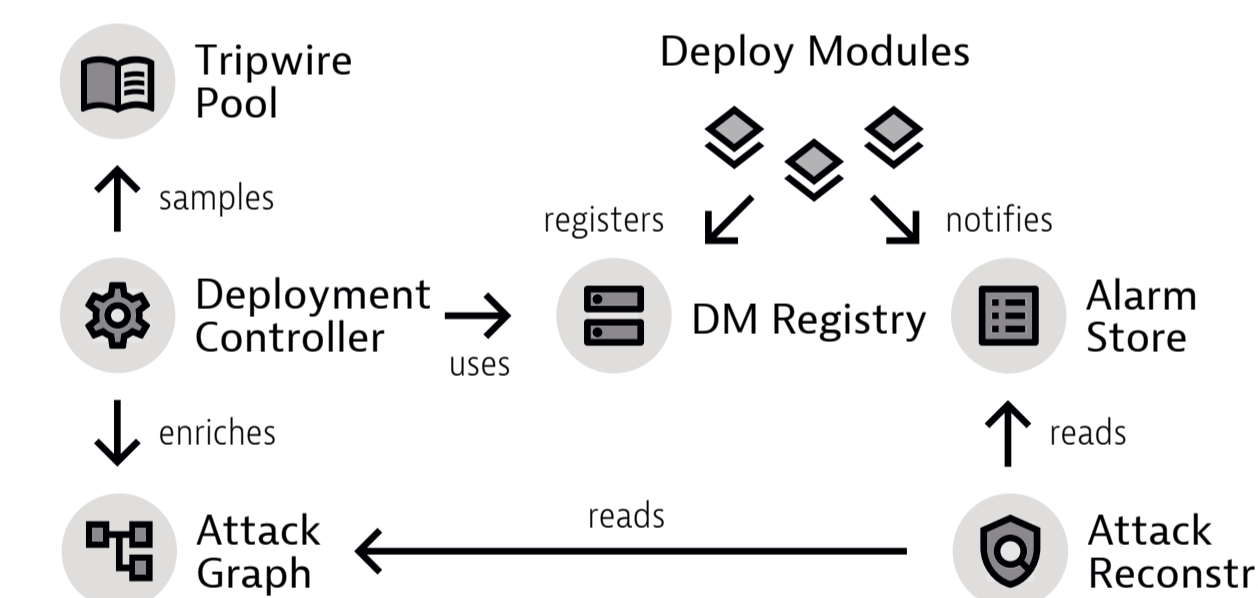 Tripwire
Pool
Deploy Modules
samples
registers
notifies
Deployment
Controller
uses
DM Registry
Alarm
Store
enriches
reads
reads
Attack
Graph
Attack